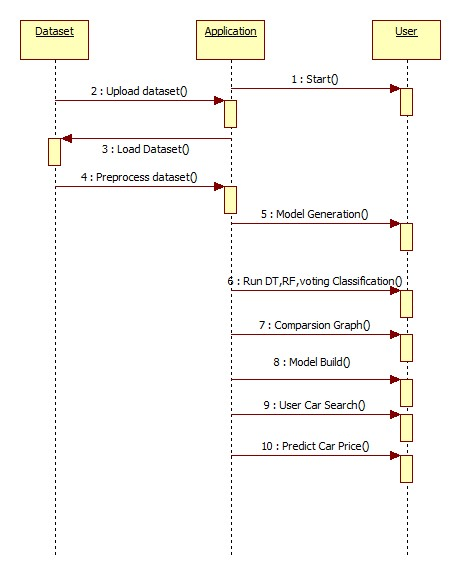 Dataset
Application
User
1 : Start()
2 : Upload dataset()
3 : Load Dataset()
4 : Preprocess dataset()
5 : Model Generation()
6 : Run DT,RF,voting Classification()
7 : Comparsion Graph()
8 : Model Build()
9 : User Car Search()
10 : Predict Car Price()